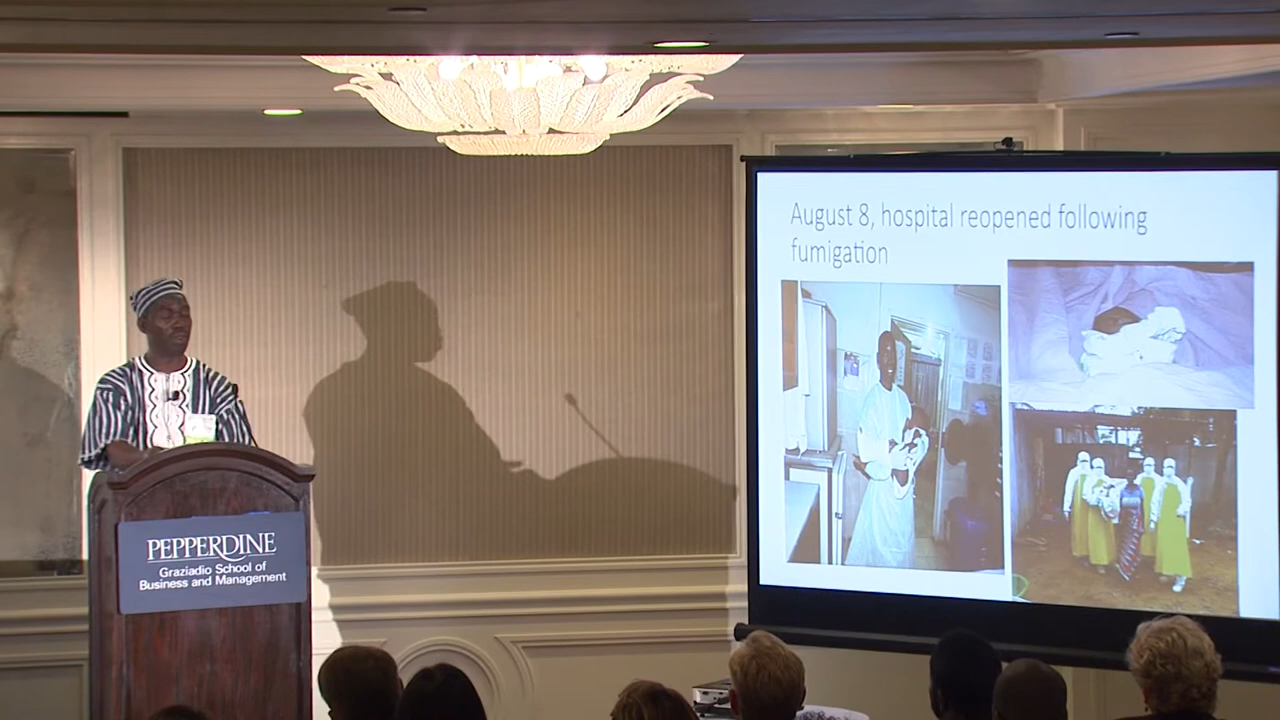 PEPPERDINE
Graziadio School of
Business and Management
August 8, hospital reopened following
fumigation